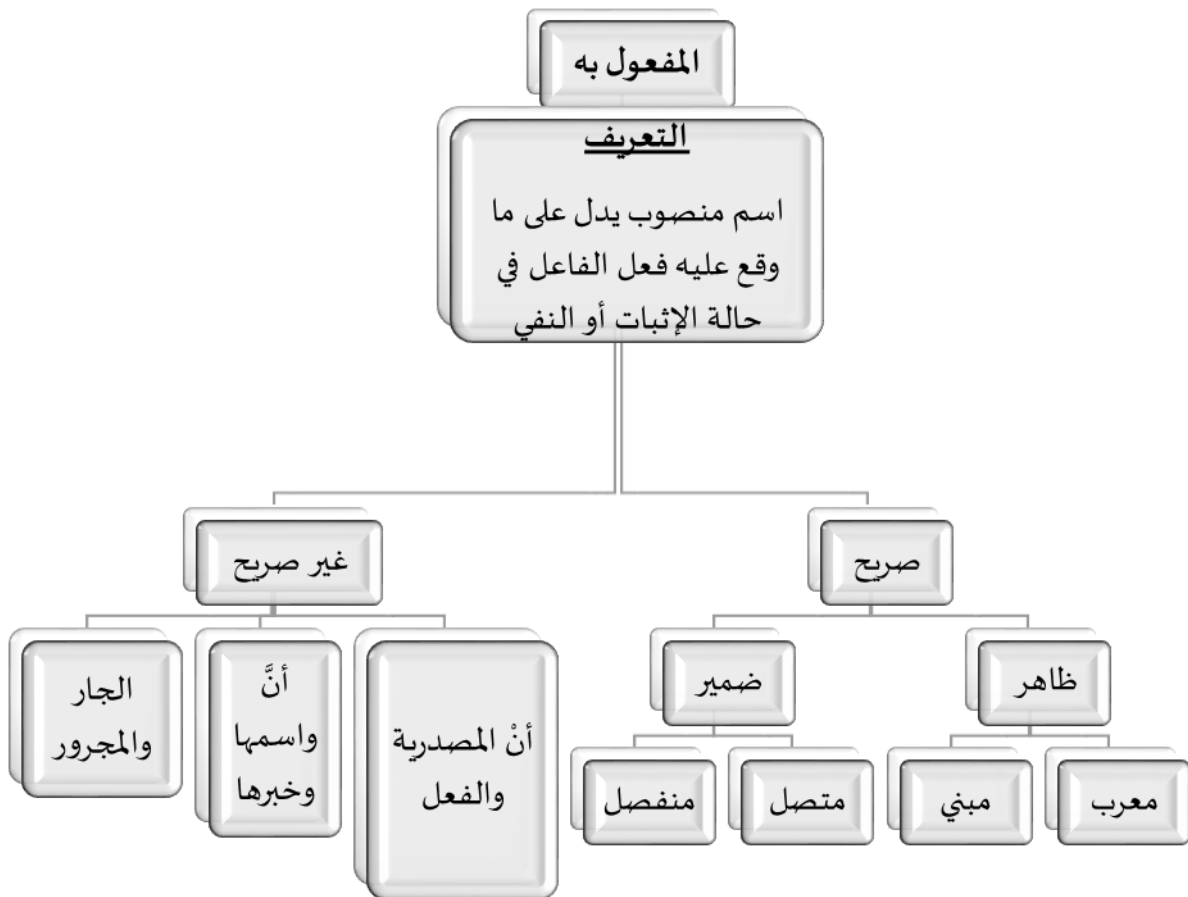 المفعول به
التعريف
اسم منصوب يدل على ما
وقع عليه فعل الفاعل في
حالة الإثبات أو النفي
صريح
غير صريح
ظاهر
ضمير
أنْ المصدرية
والفعل
أنَّ
واسمها
وخبرها
الجار
والمجرور
معرب
مبني
متصل
منفصل